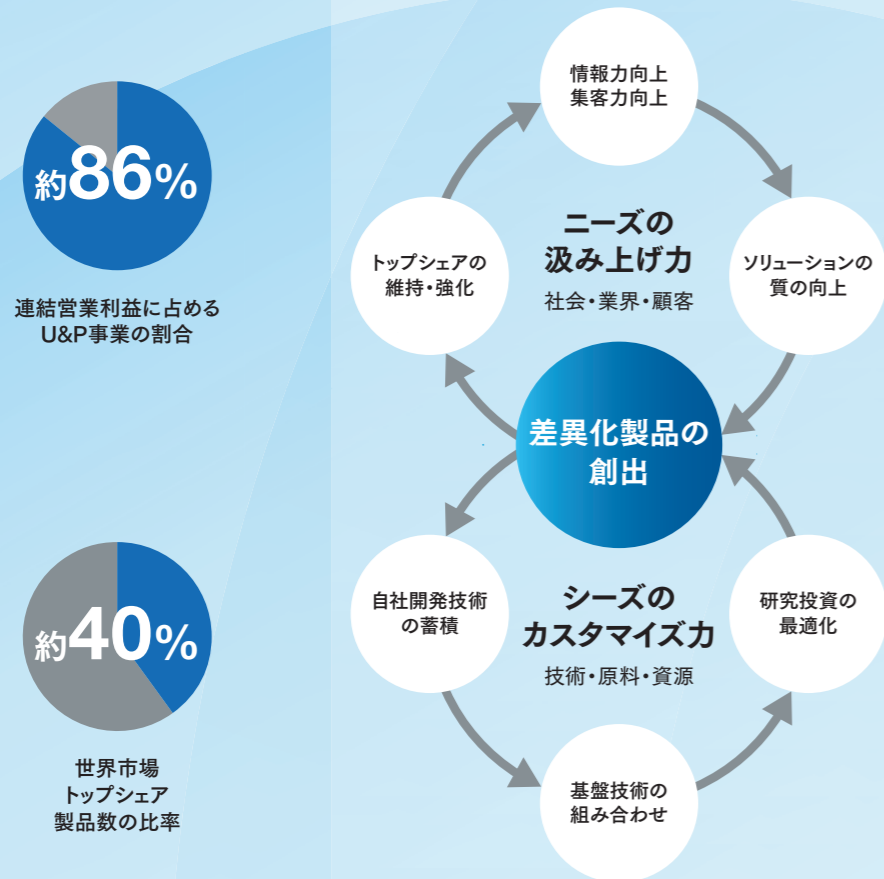 約86%
連結営業利益に占める
U&P事業の割合
約40%
世界市場
トップシェア
製品数の比率
情報力向上
集客力向上
トップシェアの
維持・強化
ニーズの
汲み上げ力
社会・業界・顧客
ソリューションの
質の向上
差異化製品の
創出
自社開発技術
の蓄積
シーズの
カスタマイズ力
技術・原料・資源
研究投資の
最適化
基盤技術の
組み合わせ